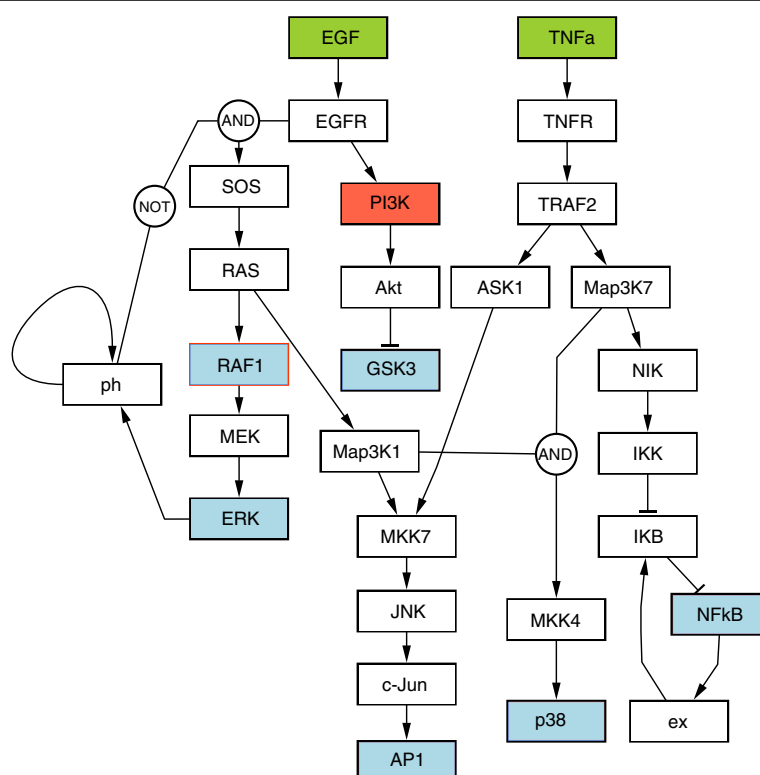 EGF
TNFa
AND
EGFR
TNFR
SOS
NOT
PI3K
TRAF2
RAS
Akt
ASK1
Map3K7
RAF1
GSK3
NIK
ph
MEK
Map3K1
AND
IKK
ERK
MKK7
IKB
JNK
MKK4
NFkB
c-Jun
p38
ex
AP1